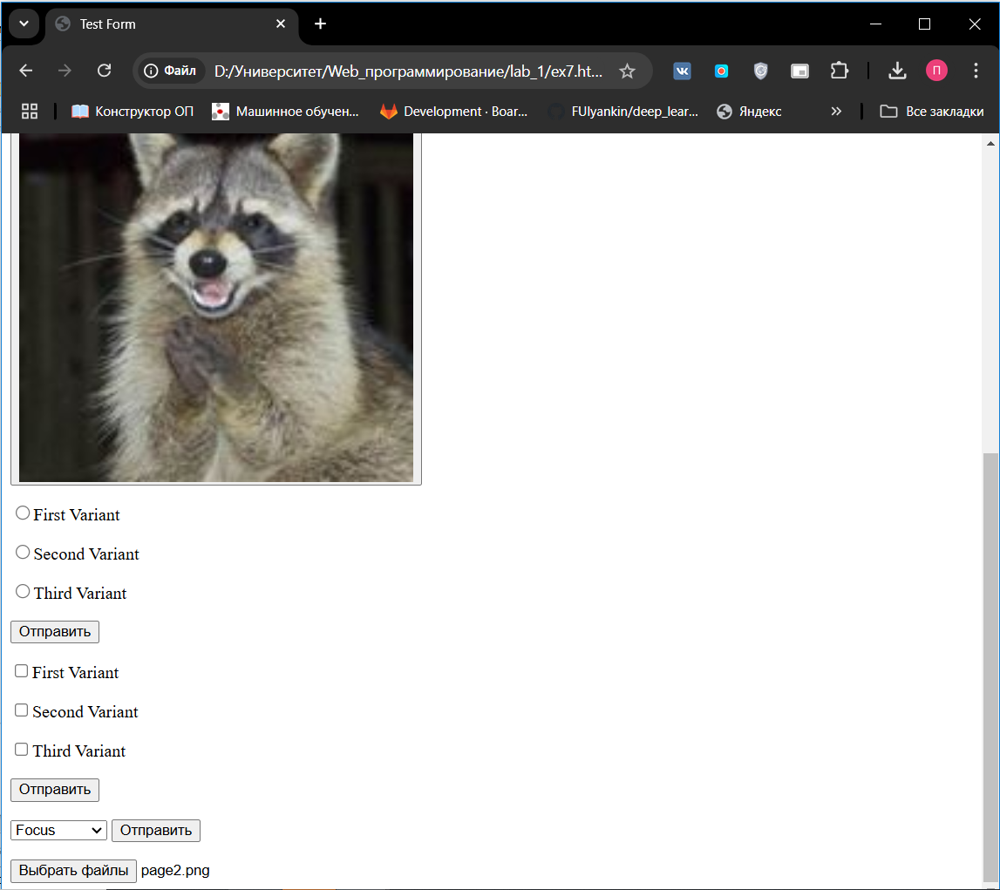 Test Form
Файл D:/Университет/Web_программирование/lab_1/ex7.ht...
П
Конструктор ОП Машинное обучен... Development · Boar... FUlyankin/deep_lear... Яндекс » Все закладки
First Variant
Second Variant
Third Variant
Отправить
First Variant
Second Variant
Third Variant
Отправить
Focus Отправить
Выбрать файлы page2.png